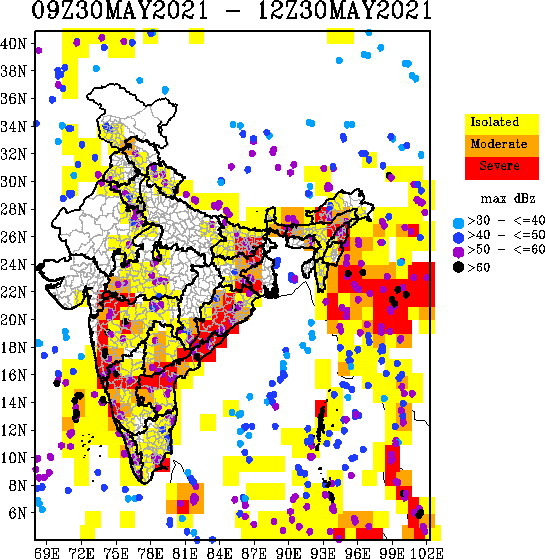 09Z30MAY2021 - 12Z30MAY2021
40N
38N
36N
34N
32N
30N
28N
26N
24N
22N
20N
18N
16N
14N
12N
10N
8N
6N
69E 72E 75E 78E 81E 84E 87E 90E 93E 96E 99E 102E
Isolated
Moderate
Severe
max dBz
>30 - <=40
>40 - <=50
>50 - <=60
>60